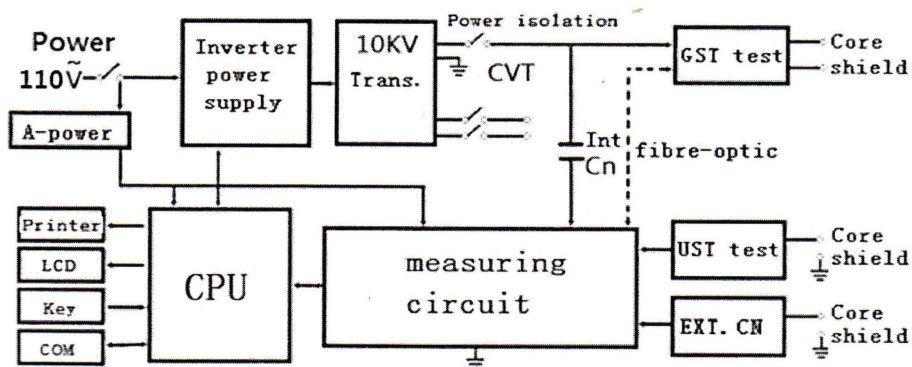 Power
110V~
A-power
Inverter
power
supply
10KV
Trans.
Power isolation
CVT
GST test
Core
shield
Int
Cn
fibre-optic
Printer
LCD
Key
COM
CPU
measuring
circuit
UST test
Core
shield
EXT. CN
Core
shield